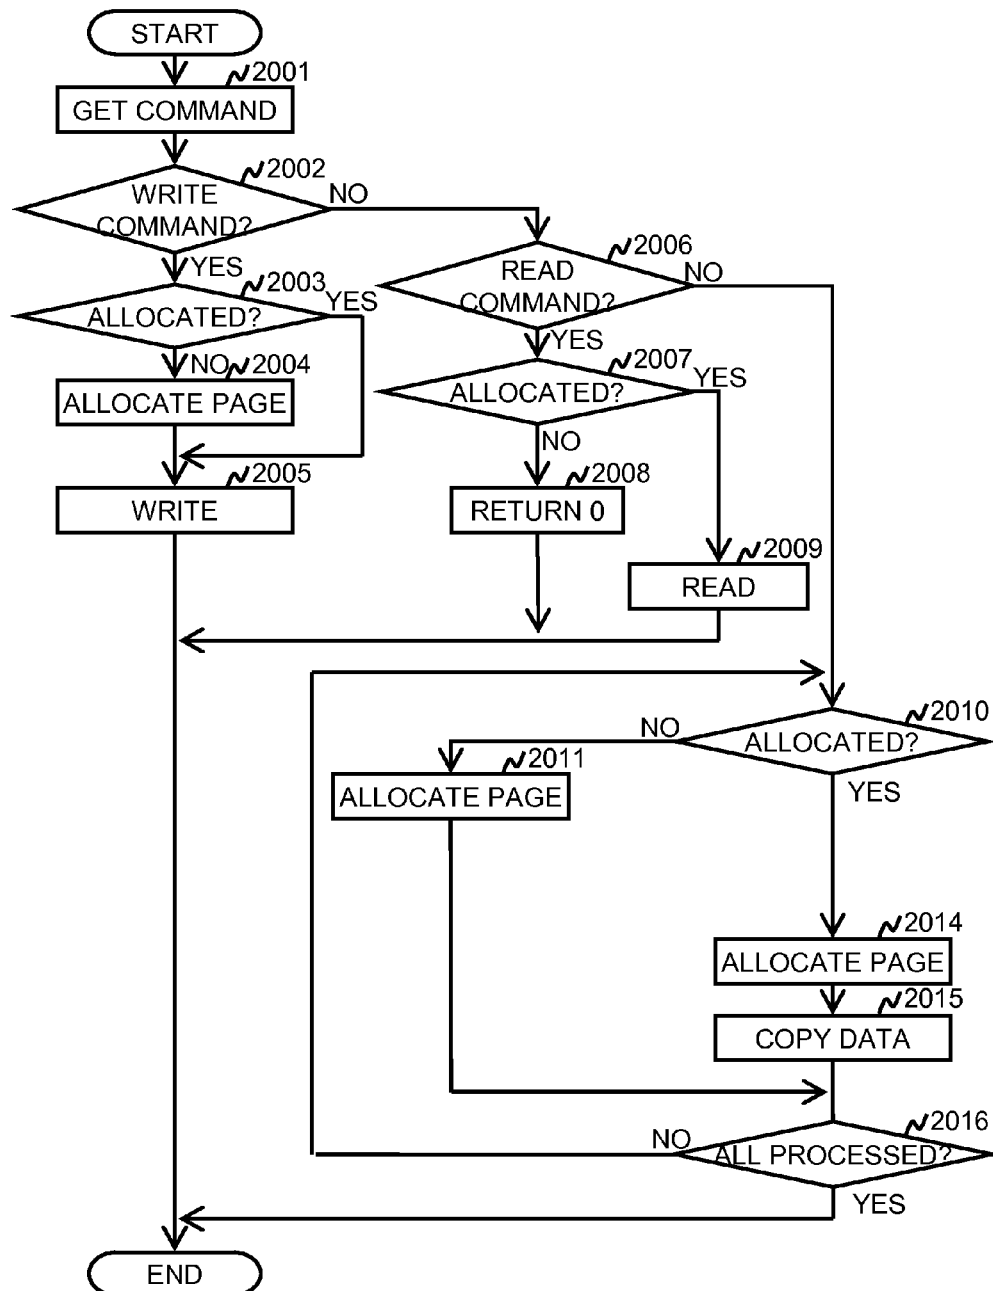 START
2001
GET COMMAND
2002
WRITE
COMMAND?
NO
YES
2006
READ
COMMAND?
NO
2003
ALLOCATED?
YES
YES
2007
ALLOCATED?
YES
NO
2004
ALLOCATE PAGE
NO
2005
WRITE
2008
RETURN 0
2009
READ
2010
ALLOCATED?
NO
YES
2011
ALLOCATE PAGE
2014
ALLOCATE PAGE
2015
COPY DATA
2016
ALL PROCESSED?
NO
YES
END